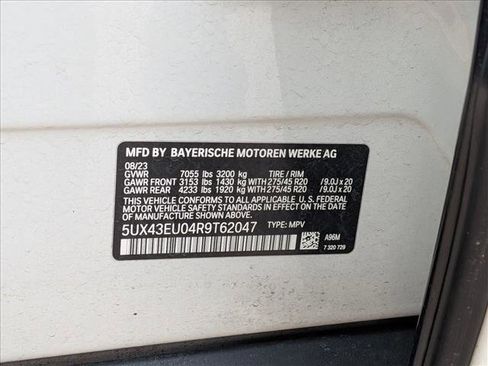 MFD BY BAYERISCHE MOTOREN WERKE AG
08/23
GVWR 7055 lbs 3200 kg TIRE / RIM
GAWR FRONT 3153 lbs 1430 kg WITH 275/45 R20 /9.0J x 20
GAWR REAR 4233 lbs 1920 kg WITH 275/45 R20 /9.0J x 20
THIS VEHICLE CONFORMS TO ALL APPLICABLE U. S. FEDERAL
MOTOR VEHICLE SAFETY AND THEFT PREVENTION STANDARDS
IN EFFECT ON THE DATE OF MANUFACTURE SHOWN ABOVE.
5UX43EU04R9T62047 TYPE: MPV A96M
7 320 729